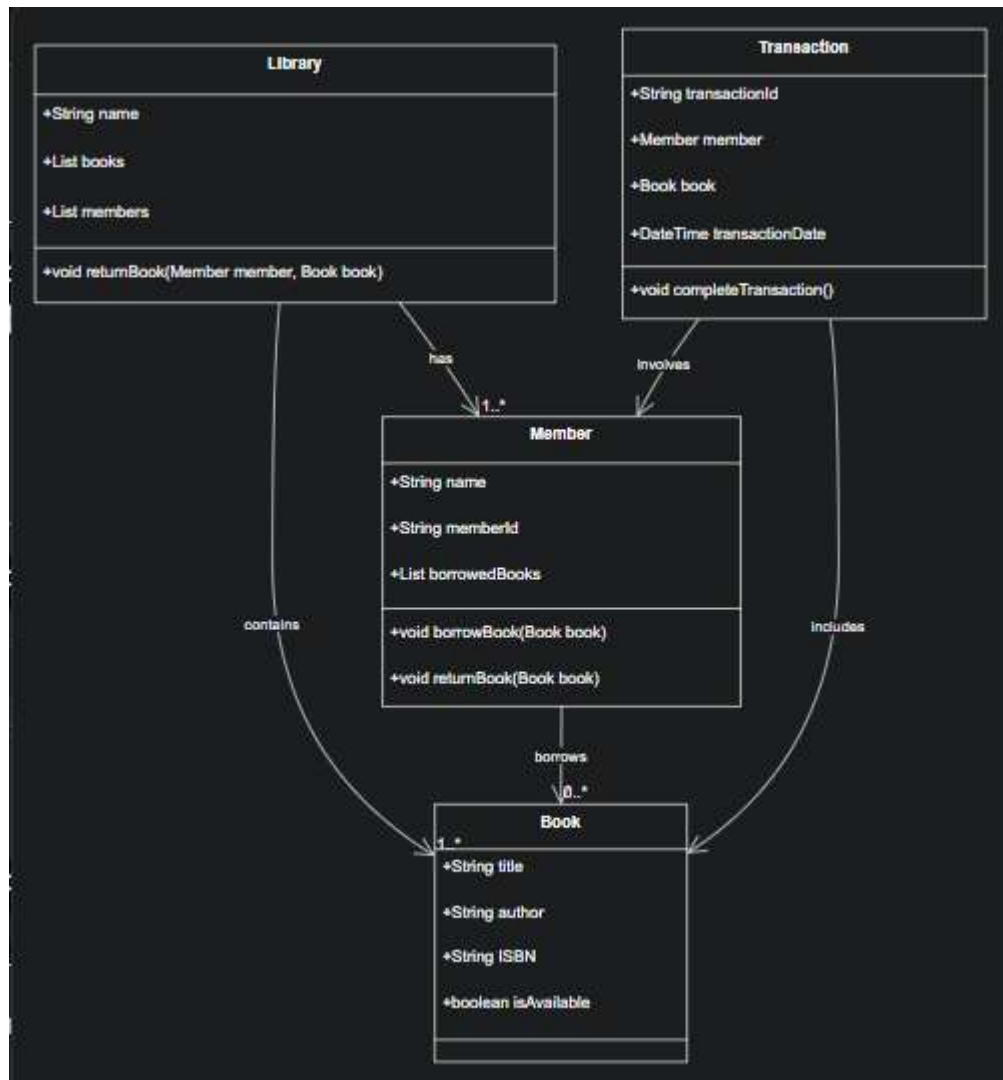 Library
+String name
+List books
+List members
+void returnBook(Member member, Book book)
Transaction
+String transactionId
+Member member
+Book book
+DateTime transactionDate
+void completeTransaction()
has
involves
1..*
Member
+String name
+String memberId
+List borrowedBooks
+void borrowBook(Book book)
+void returnBook(Book book)
contains
includes
borrows
0..*
Book
1..*
+String title
+String author
+String ISBN
+boolean isAvailable